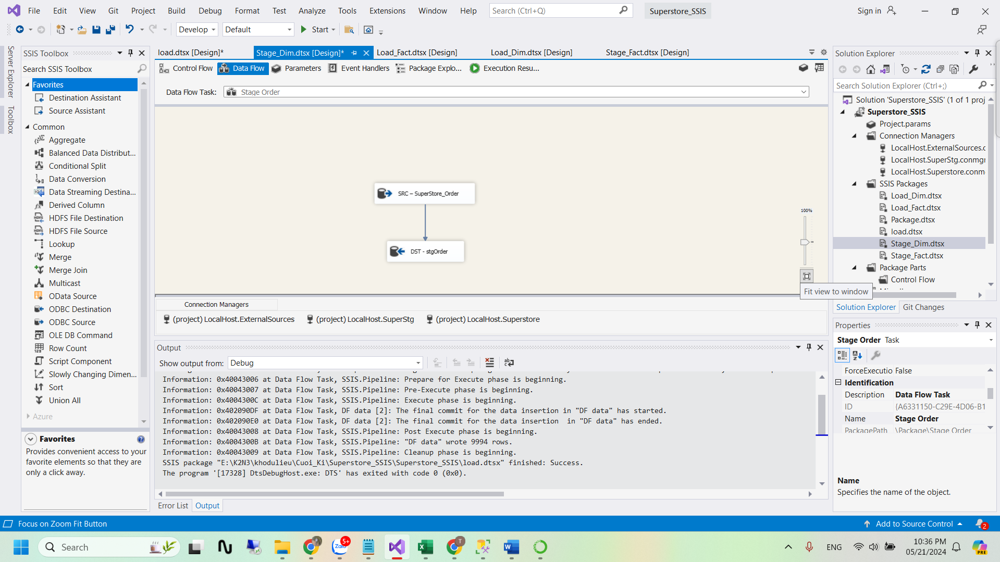 File Edit View Git Project Build Debug Format Test Analyze Tools Extensions Window Help Search (Ctrl+Q) Superstore_SSIS Sign in
Develop Default Start
Server Explorer
Toolbox
SSIS Toolbox
Search SSIS Toolbox
Favorites
Destination Assistant
Source Assistant
Common
Aggregate
Balanced Data Distribut...
Conditional Split
Data Conversion
Data Streaming Destina...
Derived Column
HDFS File Destination
HDFS File Source
Lookup
Merge
Merge Join
Multicast
OData Source
ODBC Destination
ODBC Source
OLE DB Command
Row Count
Script Component
Slowly Changing Dimen...
Sort
Union All
Azure
Favorites
Provides convenient access to your
favorite elements so that they are
only a click away.
load.dtsx [Design]* Stage_Dim.dtsx [Design]* Load_Fact.dtsx [Design] Load_Dim.dtsx [Design] Stage_Fact.dtsx [Design]
Control Flow Data Flow Parameters Event Handlers Package Explo... Execution Resu...
Data Flow Task: Stage Order
SRC – SuperStore_Order
DST - stgOrder
100%
Fit view to window
Connection Managers
(project) LocalHost.ExternalSources (project) LocalHost.SuperStg (project) LocalHost.Superstore
Output
Show output from: Debug
Information: 0x40043006 at Data Flow Task, SSIS.Pipeline: Prepare for Execute phase is beginning.
Information: 0x40043007 at Data Flow Task, SSIS.Pipeline: Pre-Execute phase is beginning.
Information: 0x4004300C at Data Flow Task, SSIS.Pipeline: Execute phase is beginning.
Information: 0x402090DF at Data Flow Task, DF data [2]: The final commit for the data insertion in "DF data" has started.
Information: 0x402090E0 at Data Flow Task, DF data [2]: The final commit for the data insertion  in "DF data" has ended.
Information: 0x40043008 at Data Flow Task, SSIS.Pipeline: Post Execute phase is beginning.
Information: 0x4004300B at Data Flow Task, SSIS.Pipeline: "DF data" wrote 9994 rows.
Information: 0x40043009 at Data Flow Task, SSIS.Pipeline: Cleanup phase is beginning.
SSIS package "E:\K2N3\khodulieu\Cuoi_Ki\Superstore_SSIS\Superstore_SSIS\load.dtsx" finished: Success.
The program '[17328] DtsDebugHost.exe: DTS' has exited with code 0 (0x0).
Error List Output
Solution Explorer
Search Solution Explorer (Ctrl+;)
Solution 'Superstore_SSIS' (1 of 1 proj
Superstore_SSIS
Project.params
Connection Managers
LocalHost.ExternalSources.c
LocalHost.SuperStg.conmgr
LocalHost.Superstore.conm
SSIS Packages
Load_Dim.dtsx
Load_Fact.dtsx
Package.dtsx
load.dtsx
Stage_Dim.dtsx
Stage_Fact.dtsx
Package Parts
Control Flow
Solution Explorer Git Changes
Properties
Stage Order Task
ForceExecutio False
Identification
Description Data Flow Task
ID {A6331150-C29E-4D06-B1
Name Stage Order
PackagePath \Package\Stage Order
Name
Specifies the name of the object.
Focus on Zoom Fit Button Add to Source Control 2
Search 5+ Zalo T ENG 10:36 PM
05/21/2024 PRE